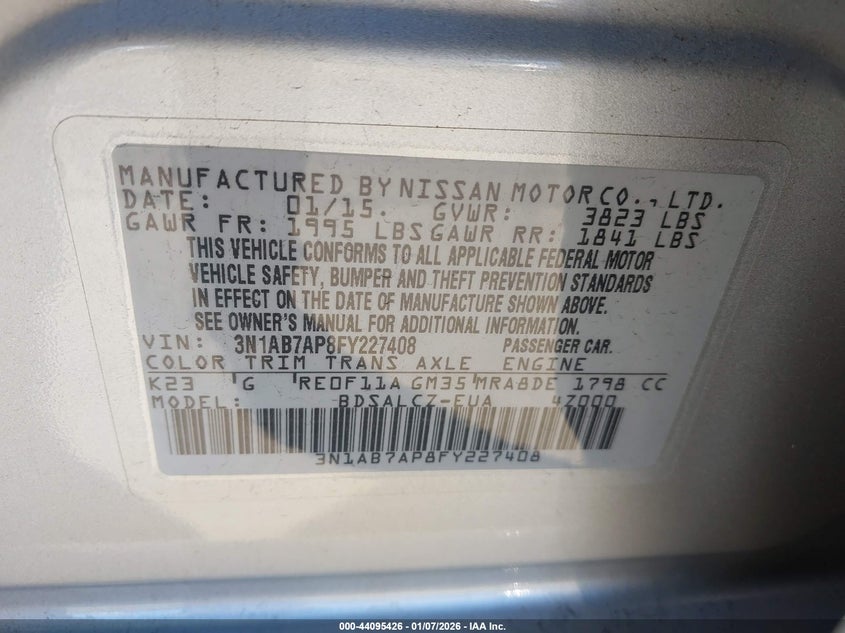 MANUFACTURED BY NISSAN MOTOR CO., LTD.
DATE: 01/15. GVWR: 3823 LBS
GAWR FR: 1995 LBS GAWR RR: 1841 LBS
THIS VEHICLE CONFORMS TO ALL APPLICABLE FEDERAL MOTOR
VEHICLE SAFETY, BUMPER AND THEFT PREVENTION STANDARDS
IN EFFECT ON THE DATE OF MANUFACTURE SHOWN ABOVE.
SEE OWNER'S MANUAL FOR ADDITIONAL INFORMATION.
VIN: 3N1AB7AP8FY227408 PASSENGER CAR.
COLOR TRIM TRANS AXLE ENGINE
K23 G RE0F11A GM35 MRA8DE 1798 CC
MODEL: BDSALCZ-EUA 4Z000
3N1AB7AP8FY227408
000-44095426 - 01/07/2026 - IAA Inc.